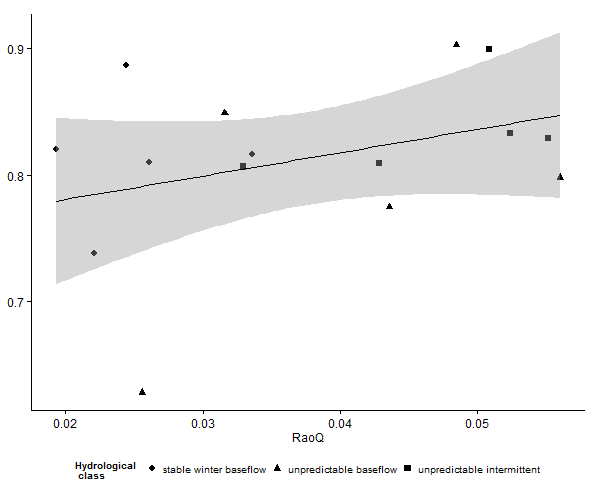 0.9
0.8
0.7
0.02 0.03 0.04 0.05
RaoQ
Hydrological
class
stable winter baseflow unpredictable baseflow unpredictable intermittent